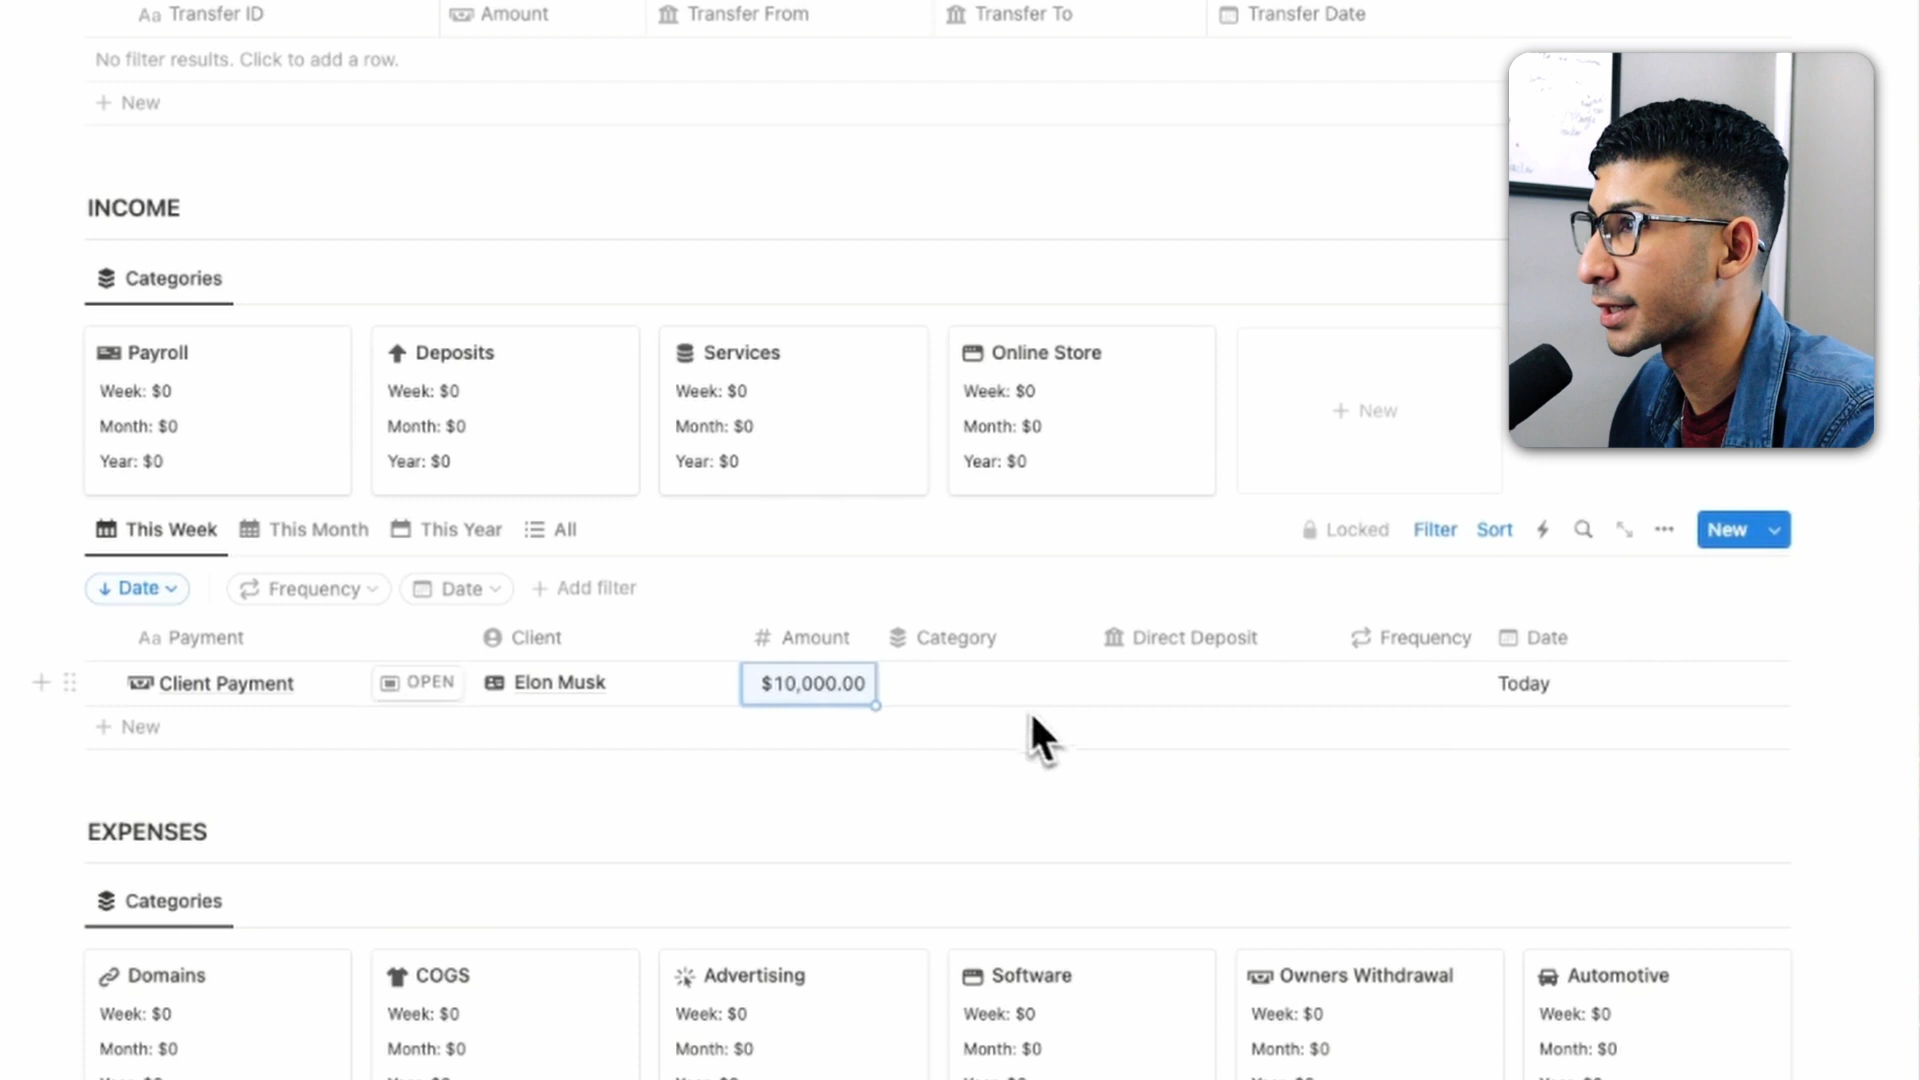 Aa Transfer ID Amount Transfer From Transfer To Transfer Date
No filter results. Click to add a row.
+ New
INCOME
Categories
Payroll Deposits Services Online Store
Week: $0 Week: $0 Week: $0 Week: $0
Month: $0 Month: $0 Month: $0 Month: $0
+ New
Year: $0 Year: $0 Year: $0 Year: $0
This Week This Month This Year All Locked Filter Sort New
Date Frequency Date + Add filter
Aa Payment Client # Amount Category Direct Deposit Frequency Date
Client Payment OPEN Elon Musk $10,000.00 Today
+ New
EXPENSES
Categories
Domains COGS Advertising Software Owners Withdrawal Automotive
Week: $0 Week: $0 Week: $0 Week: $0 Week: $0 Week: $0
Month: $0 Month: $0 Month: $0 Month: $0 Month: $0 Month: $0